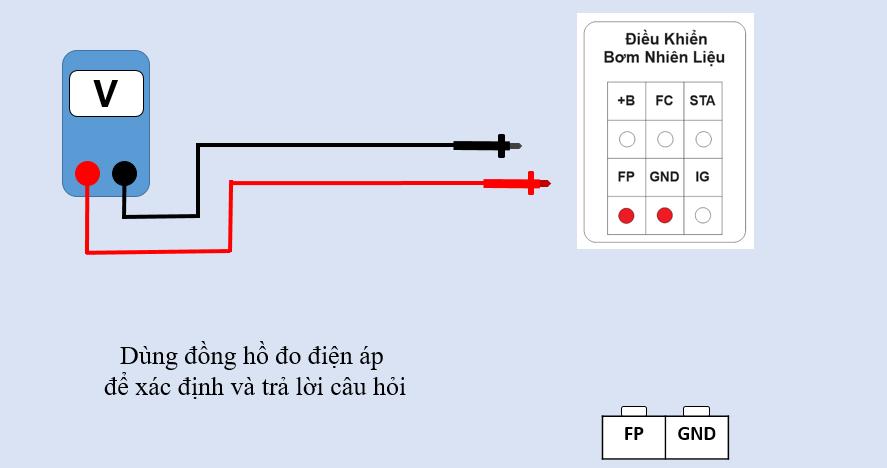 V
Điều Khiển
Bơm Nhiên Liệu
+B FC STA
FP GND IG
Dùng đồng hồ đo điện áp
để xác định và trả lời câu hỏi
FP GND